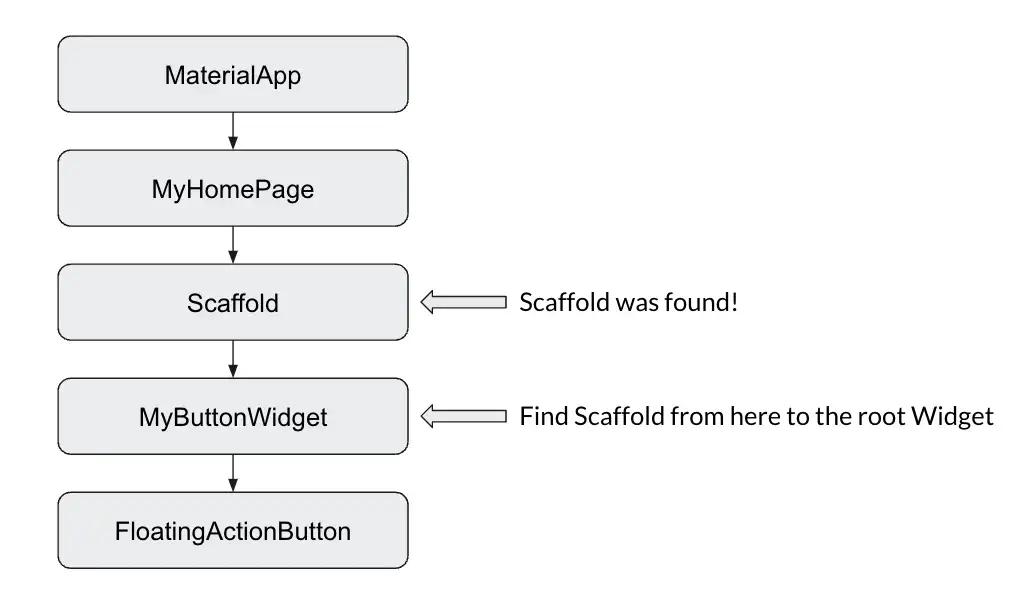 MaterialApp
MyHomePage
Scaffold
Scaffold was found!
MyButtonWidget
Find Scaffold from here to the root Widget
FloatingActionButton